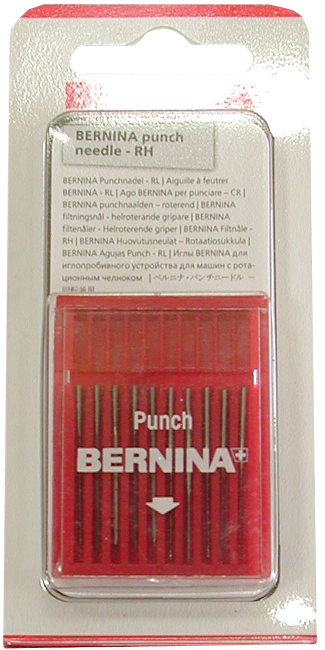 BERNINA punch
needle - RH
BERNINA Punchnadel - RL | Aiguille à feutrer
BERNINA - RL | Ago BERNINA per punciare – CR |
BERNINA punchnaalden – roterend | BERNINA
filtningsnål - helroterande gripare | BERNINA
filtenåler - Helroterende griper | BERNINA Filtnåle -
RH | BERNINA Huovutusneulat – Rotaatiosukkula |
BERNINA Agujas Punch - RL | Иглы BERNINA для
иглопробивного устройства для машин с рота-
ционным челноком | ベルニナ・パンチニードル –
Punch
BERNINA